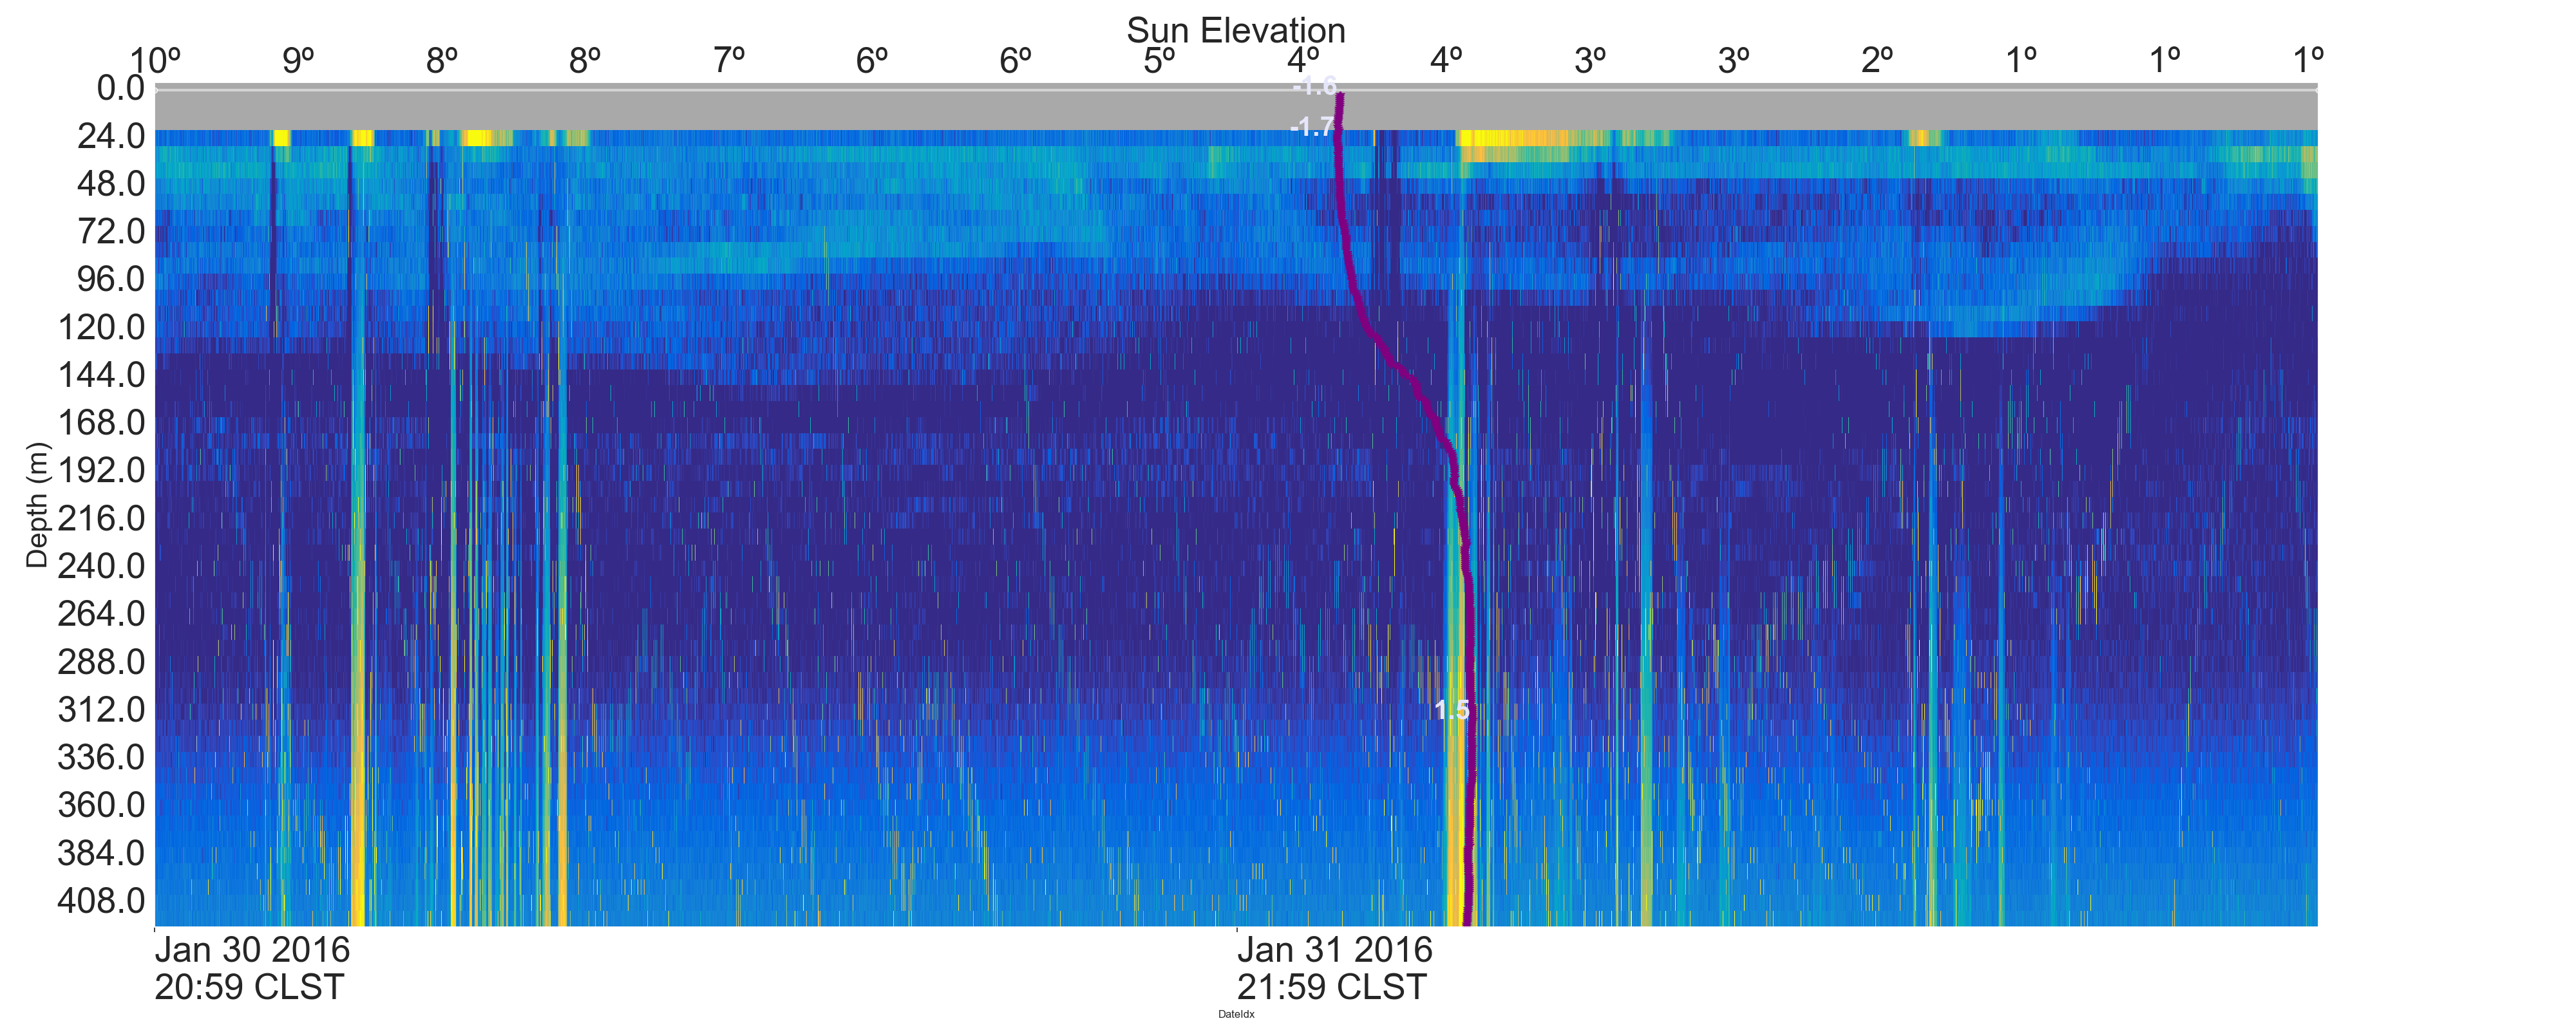 Sun Elevation
10º 9º 8º 8º 7º 6º 6º 5º 4º 4º 3º 3º 2º 1º 1º 1º
0.0
-1.6
24.0
-1.7
48.0
72.0
96.0
120.0
144.0
168.0
192.0
216.0
240.0
264.0
288.0
312.0
1.5
336.0
360.0
384.0
408.0
Depth (m)
Jan 30 2016
20:59 CLST
Jan 31 2016
21:59 CLST
DateIdx